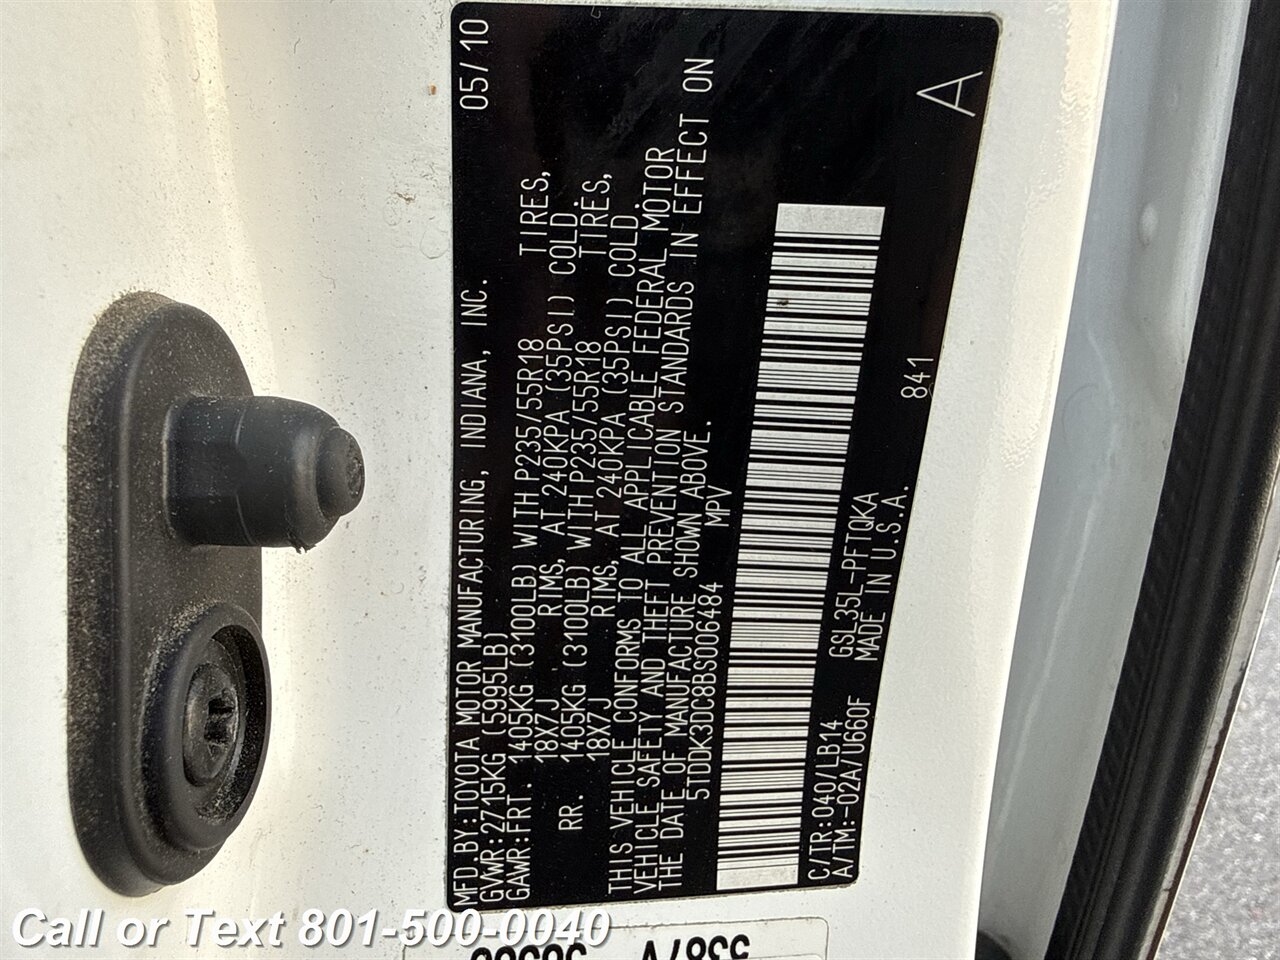 MFD.BY:TOYOTA MOTOR MANUFACTURING, INDIANA, INC. 05/10
GVWR:2715KG (5995LB)
GAWR:FRT. 1405KG (3100LB) WITH P235/55R18 TIRES,
18X7J RIMS, AT 240KPA (35PSI) COLD.
RR. 1405KG (3100LB) WITH P235/55R18 TIRES,
18X7J RIMS, AT 240KPA (35PSI) COLD.
THIS VEHICLE CONFORMS TO ALL APPLICABLE FEDERAL MOTOR
VEHICLE SAFETY AND THEFT PREVENTION STANDARDS IN EFFECT ON
THE DATE OF MANUFACTURE SHOWN ABOVE.
5TDDK3DC8BS006484 MPV
C/TR:040/LB14 GSL35L-PFTQKA 841
A/TM:-02A/U660F MADE IN U.S.A.
A
Call or Text 801-500-0040